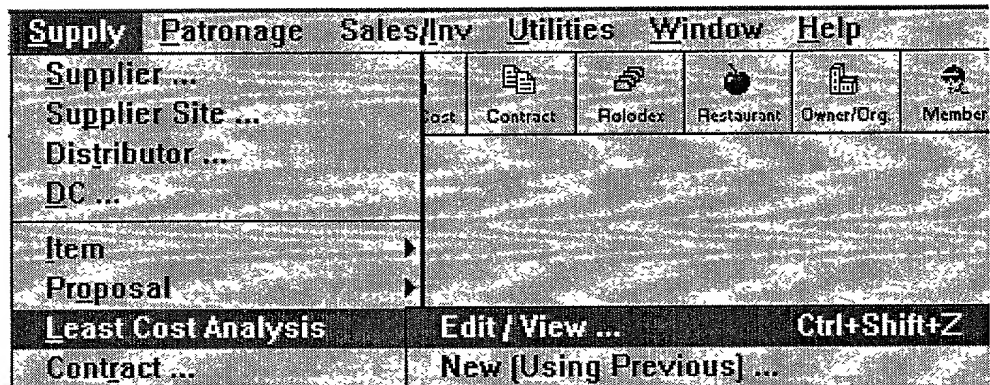 Supply Patronage Sales/Inv Utilities Window Help
Supplier ...
Supplier Site ...
Distributor ...
DC ...
Item
Proposal
Least Cost Analysis
Contract ...
Cost Contract Rolodex Restaurant Owner/Org. Member
Edit / View ... Ctrl+Shift+Z
New (Using Previous) ...